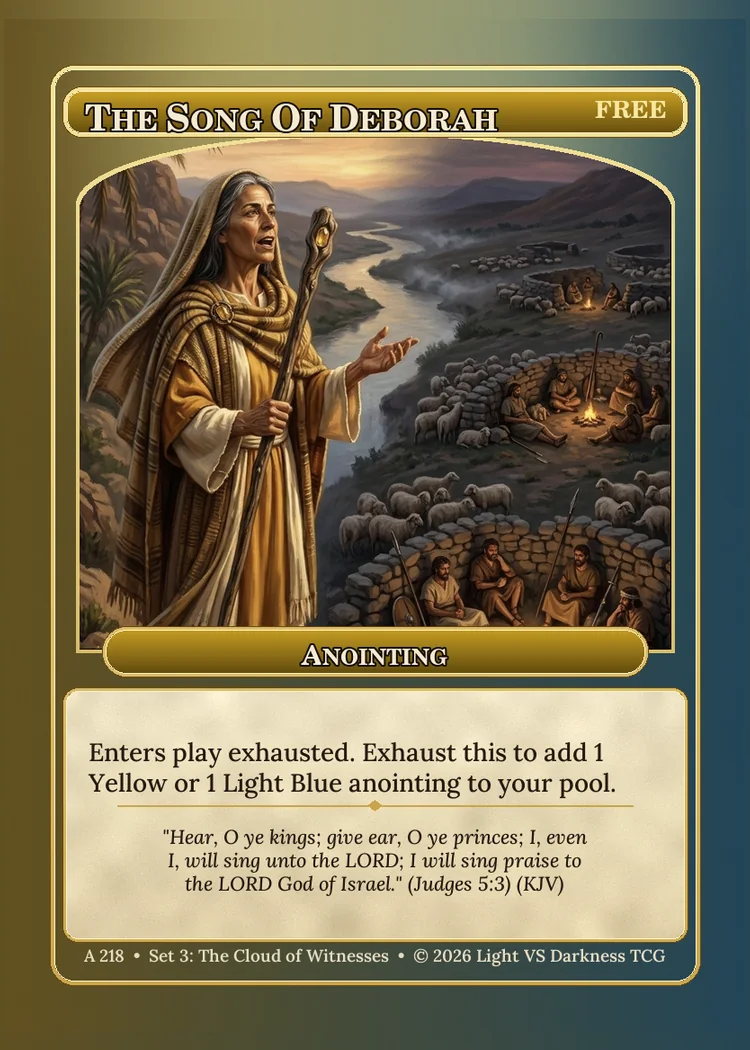 The Song Of Deborah
FREE
Anointing
Enters play exhausted. Exhaust this to add 1
Yellow or 1 Light Blue anointing to your pool.
"Hear, O ye kings; give ear, O ye princes; I, even
I, will sing unto the LORD; I will sing praise to
the LORD God of Israel." (Judges 5:3) (KJV)
A 218 • Set 3: The Cloud of Witnesses • © 2026 Light VS Darkness TCG